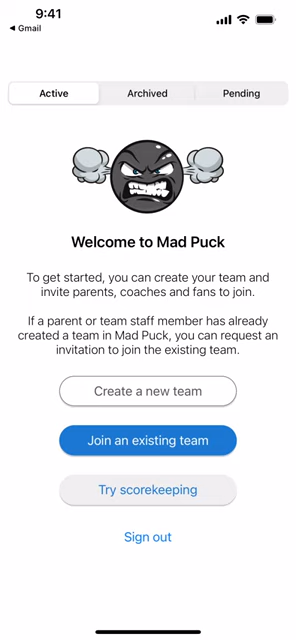 9:41
◀ Gmail
Active
Archived
Pending
Welcome to Mad Puck
To get started, you can create your team and
invite parents, coaches and fans to join.
If a parent or team staff member has already
created a team in Mad Puck, you can request an
invitation to join the existing team.
Create a new team
Join an existing team
Try scorekeeping
Sign out